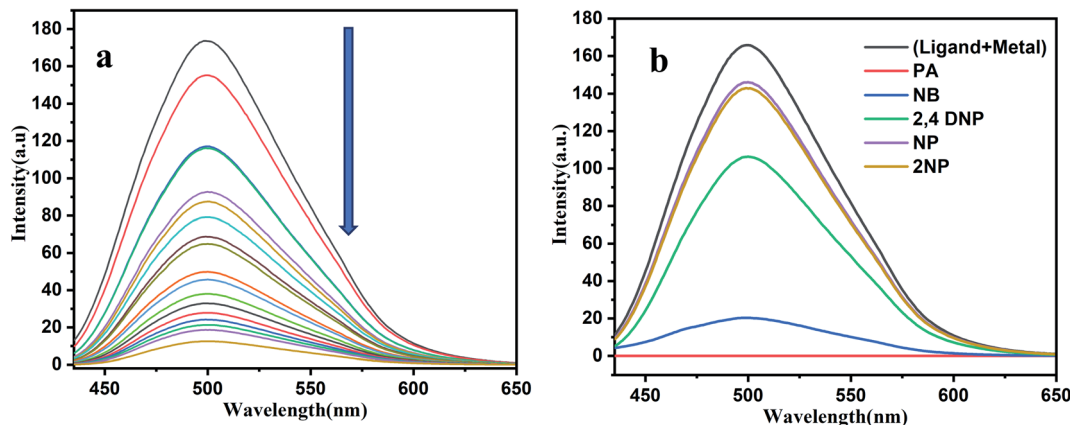 a
180
160
140
120
100
80
60
40
20
0
Intensity(a.u)
450 500 550 600 650
Wavelength(nm)
b
(Ligand+Metal)
PA
NB
2,4 DNP
NP
2NP
180
160
140
120
100
80
60
40
20
0
Intensity(a.u.)
450 500 550 600 650
Wavelength(nm)